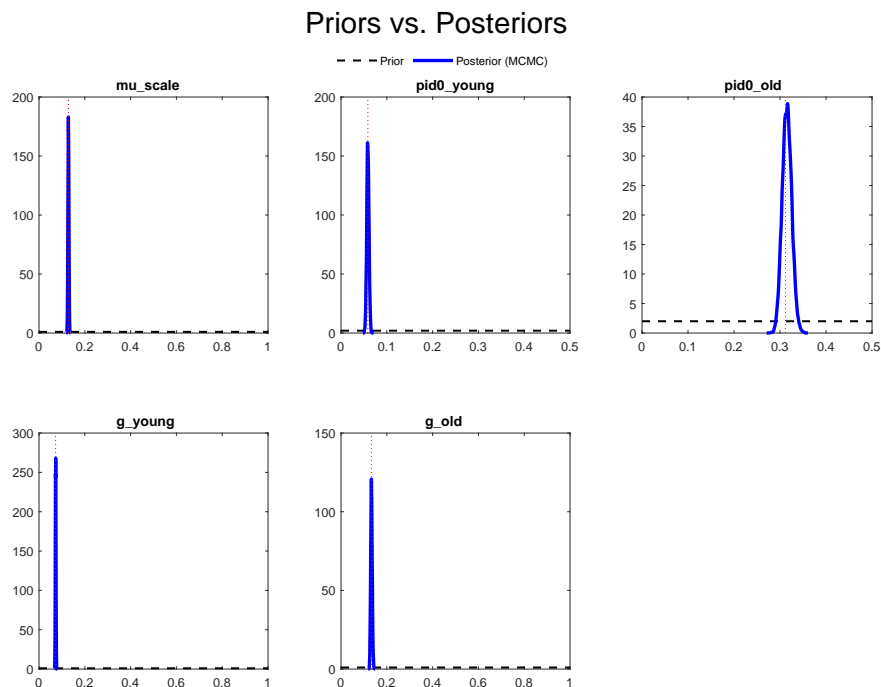 Priors vs. Posteriors
Prior Posterior (MCMC)
mu_scale pid0_young pid0_old
200 200 40
35
150 150 30
25
100 100 20
15
50 50 10
5
0 0 0
0 0.2 0.4 0.6 0.8 1 0 0.1 0.2 0.3 0.4 0.5 0 0.1 0.2 0.3 0.4 0.5
g_young g_old
300 150
250
200 100
150
100 50
50
0 0
0 0.2 0.4 0.6 0.8 1 0 0.2 0.4 0.6 0.8 1